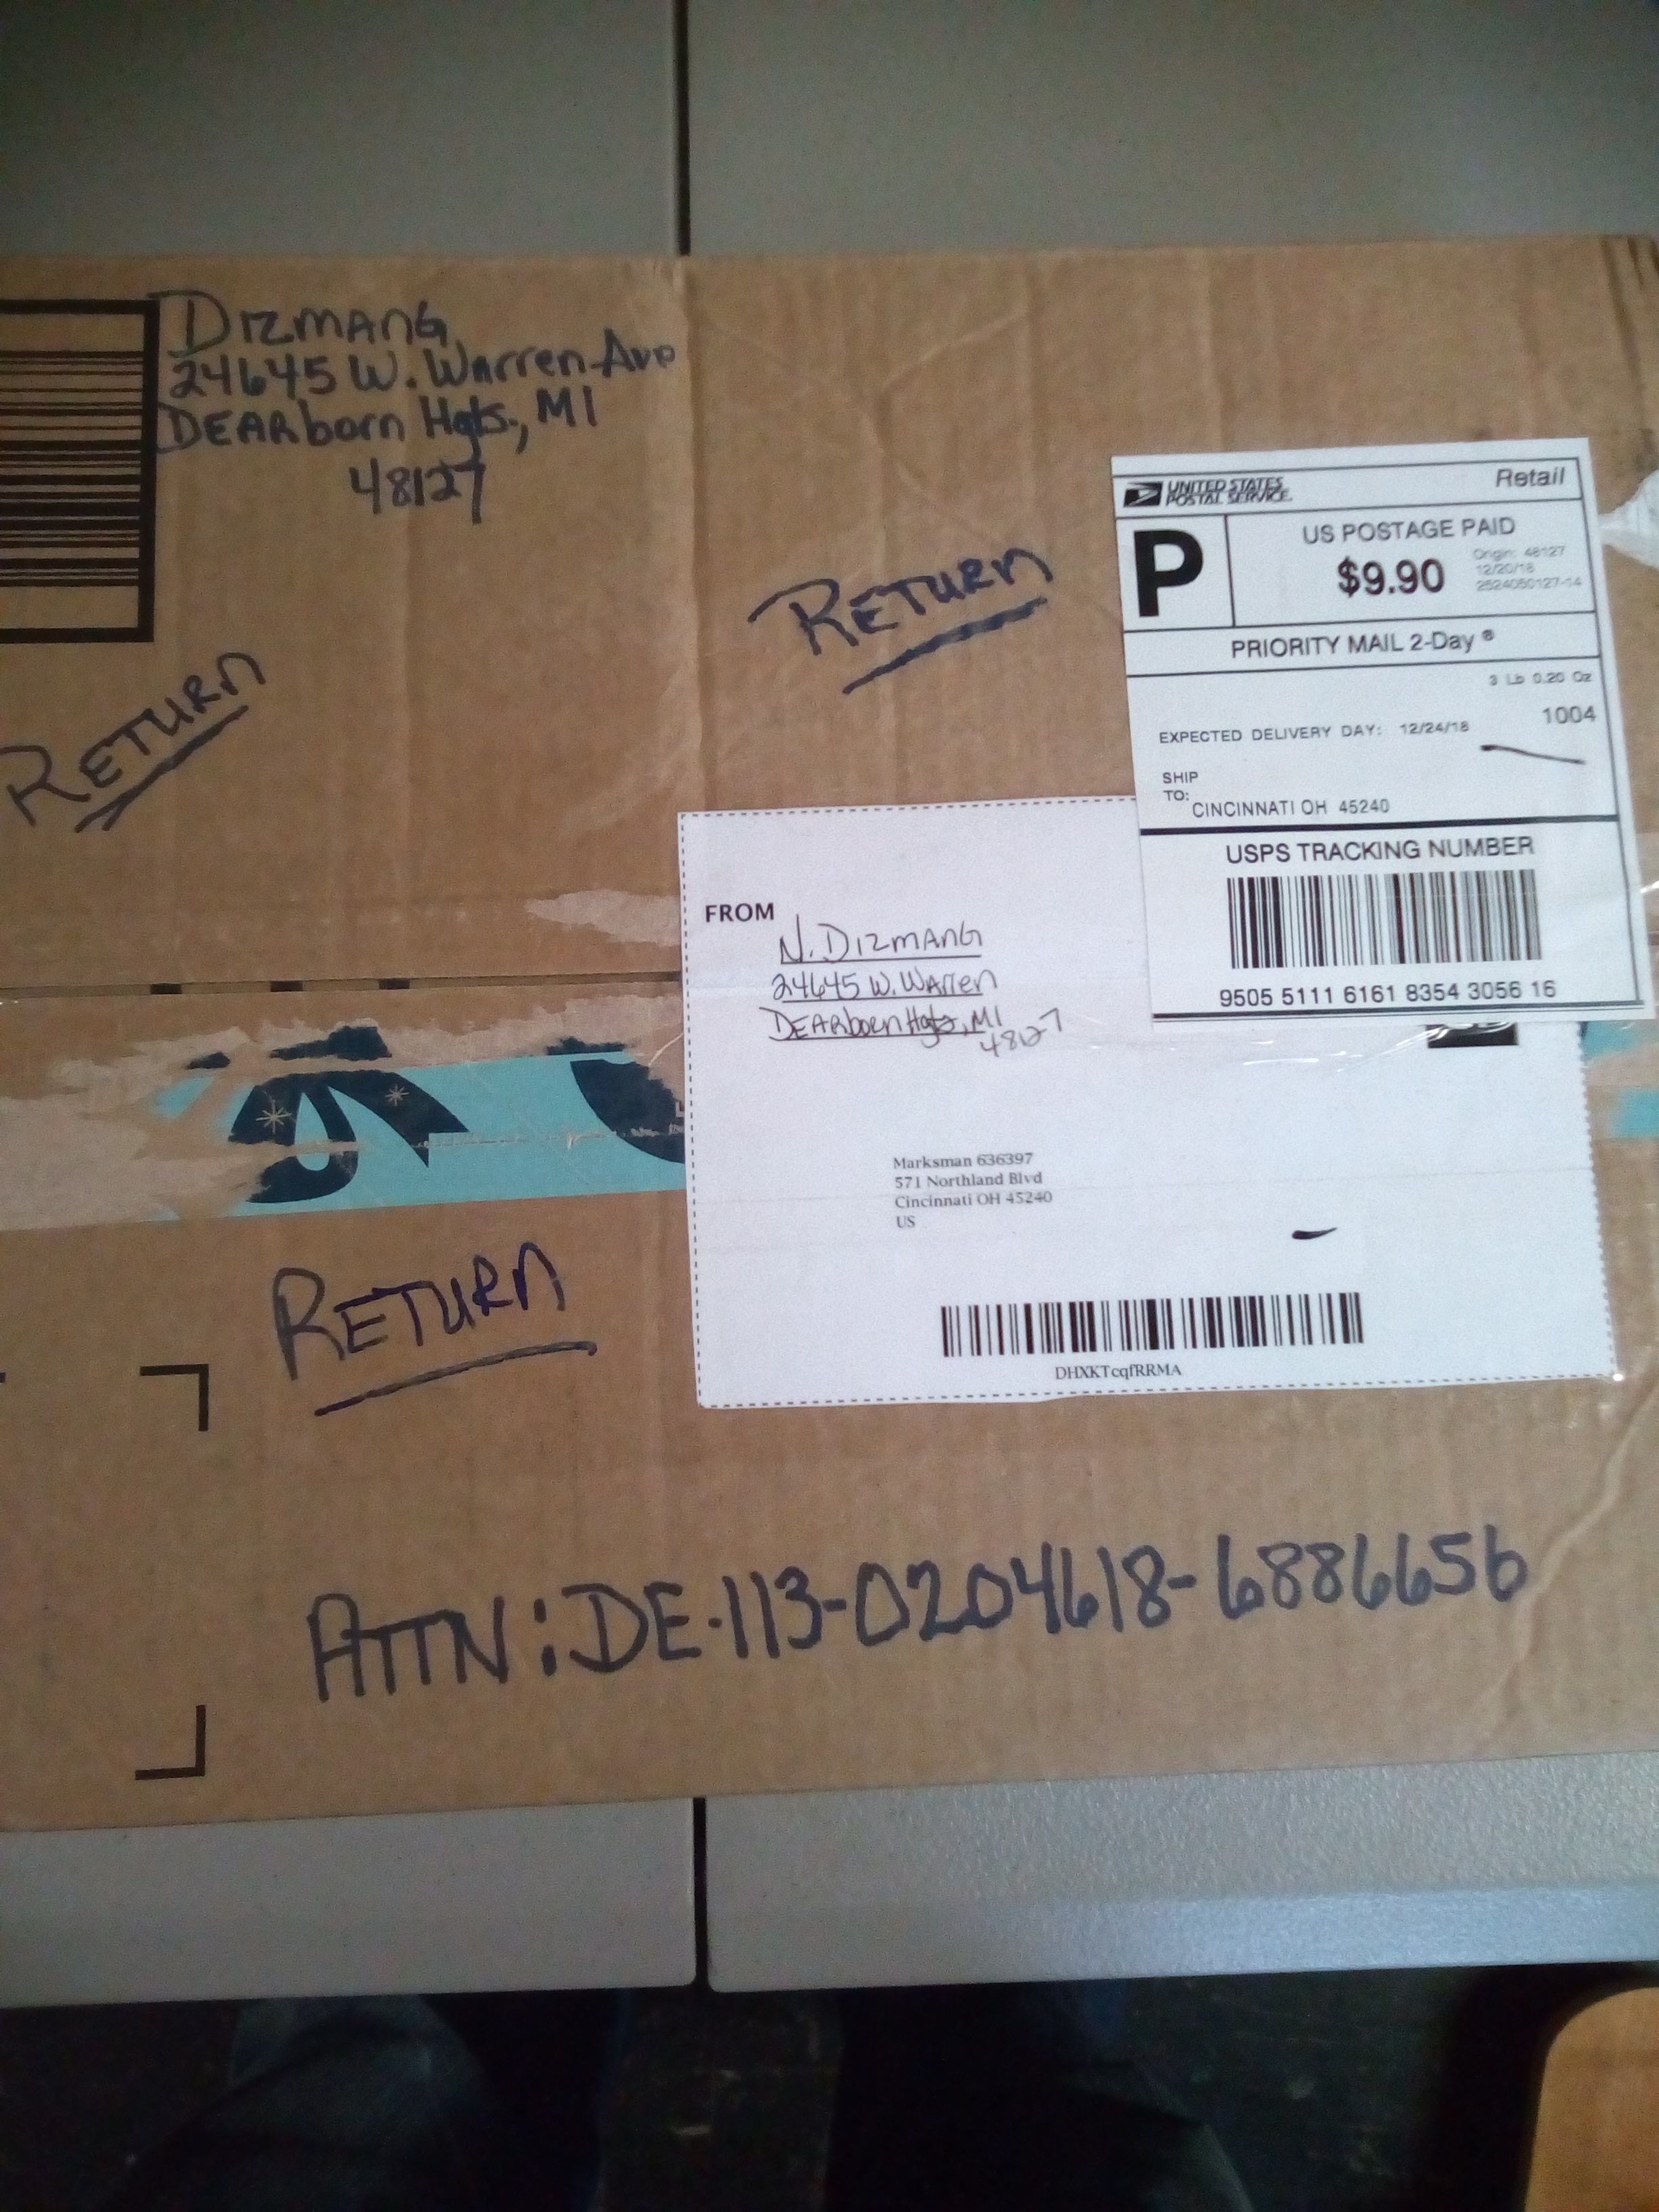 DIZMANG
24645 W. Warren Ave
DEARborn Hgts., MI
48127
RETURN
RETURN
UNITED STATES
POSTAL SERVICE.
Retail
P
US POSTAGE PAID
$9.90
Origin: 48127
12/20/18
2524050127-14
PRIORITY MAIL 2-Day ®
3 Lb 0.20 Oz
1004
EXPECTED DELIVERY DAY: 12/24/18
SHIP
TO:
CINCINNATI OH 45240
USPS TRACKING NUMBER
9505 5111 6161 8354 3056 16
FROM
N. DIZMANG
24645 W. WARREN
DEARborn Hgts, MI
48127
Marksman 636397
571 Northland Blvd
Cincinnati OH 45240
US
DHXKTcqfRRMA
RETURN
ATTN: DE-113-0204618-6886656